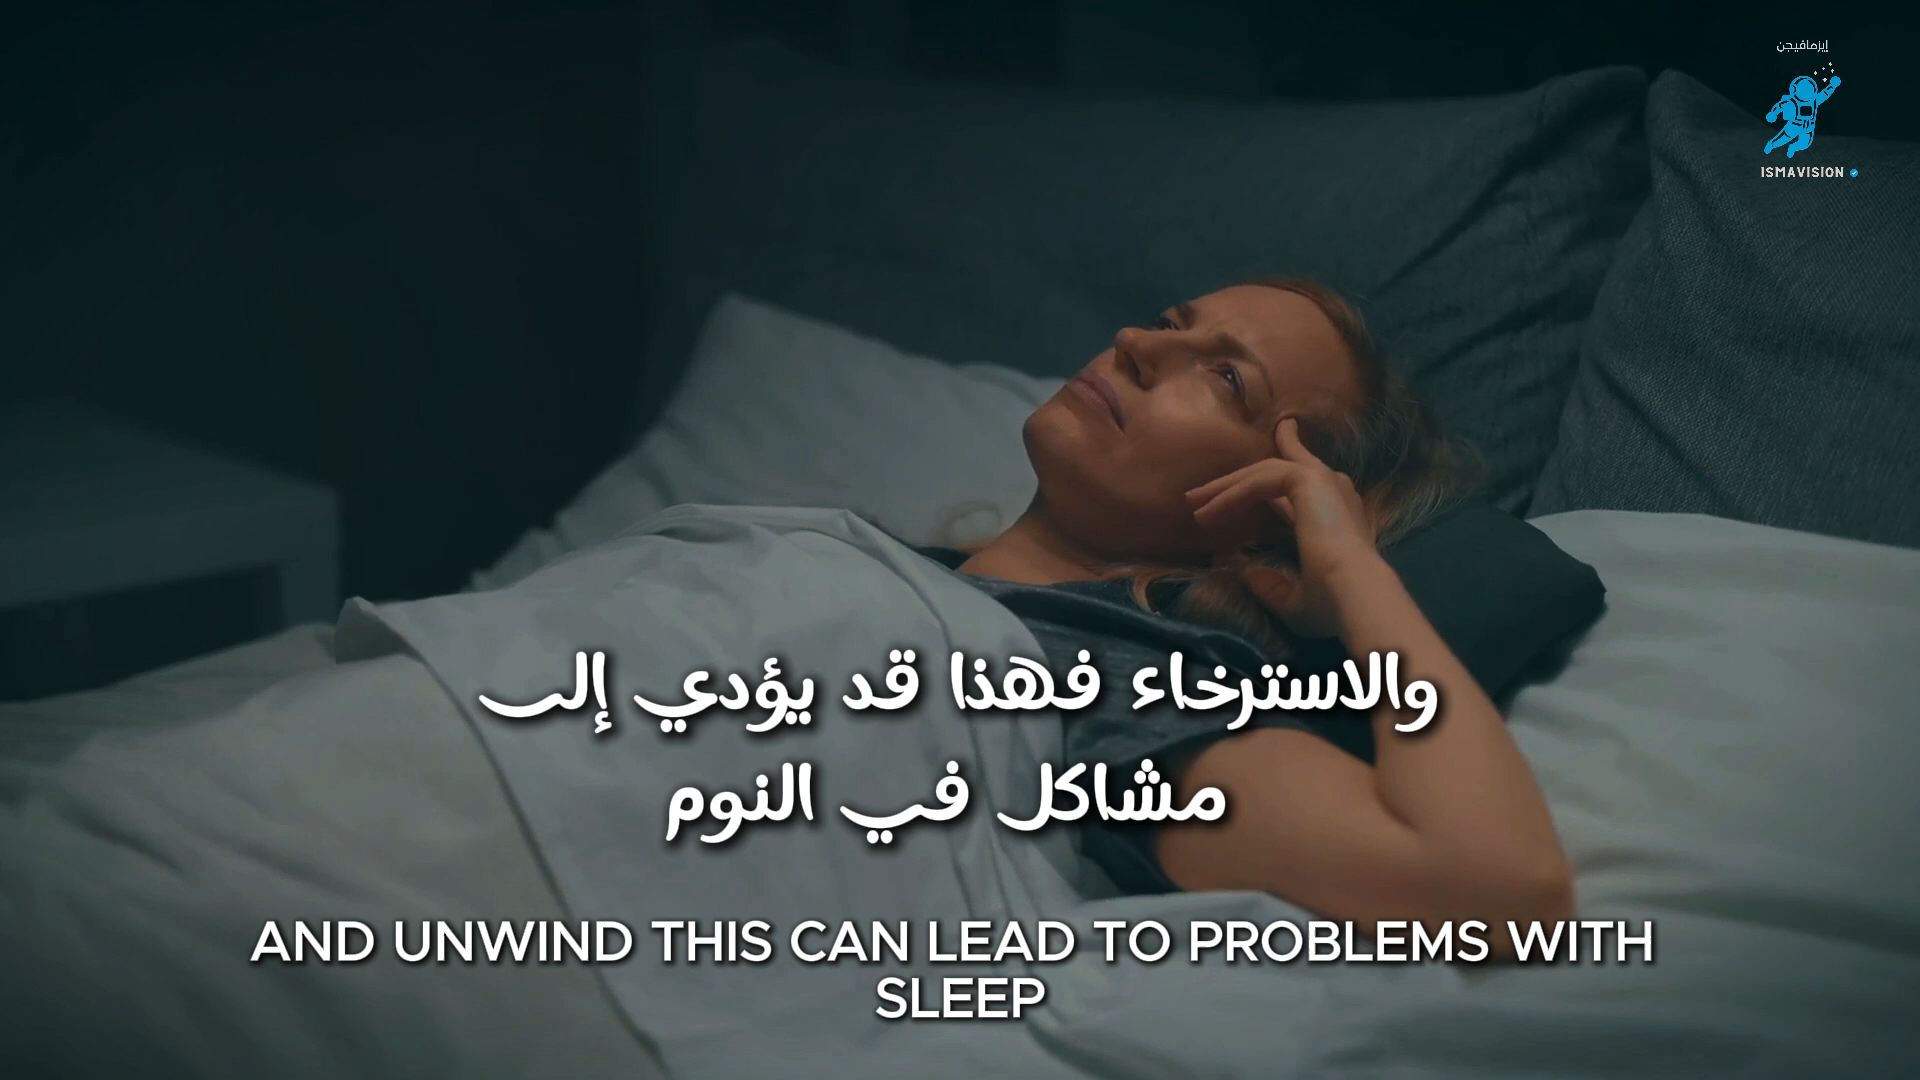 إيزمافيجن
ISMAVISION
والاسترخاء فهذا قد يؤدي إلى
مشاكل في النوم
AND UNWIND THIS CAN LEAD TO PROBLEMS WITH
SLEEP